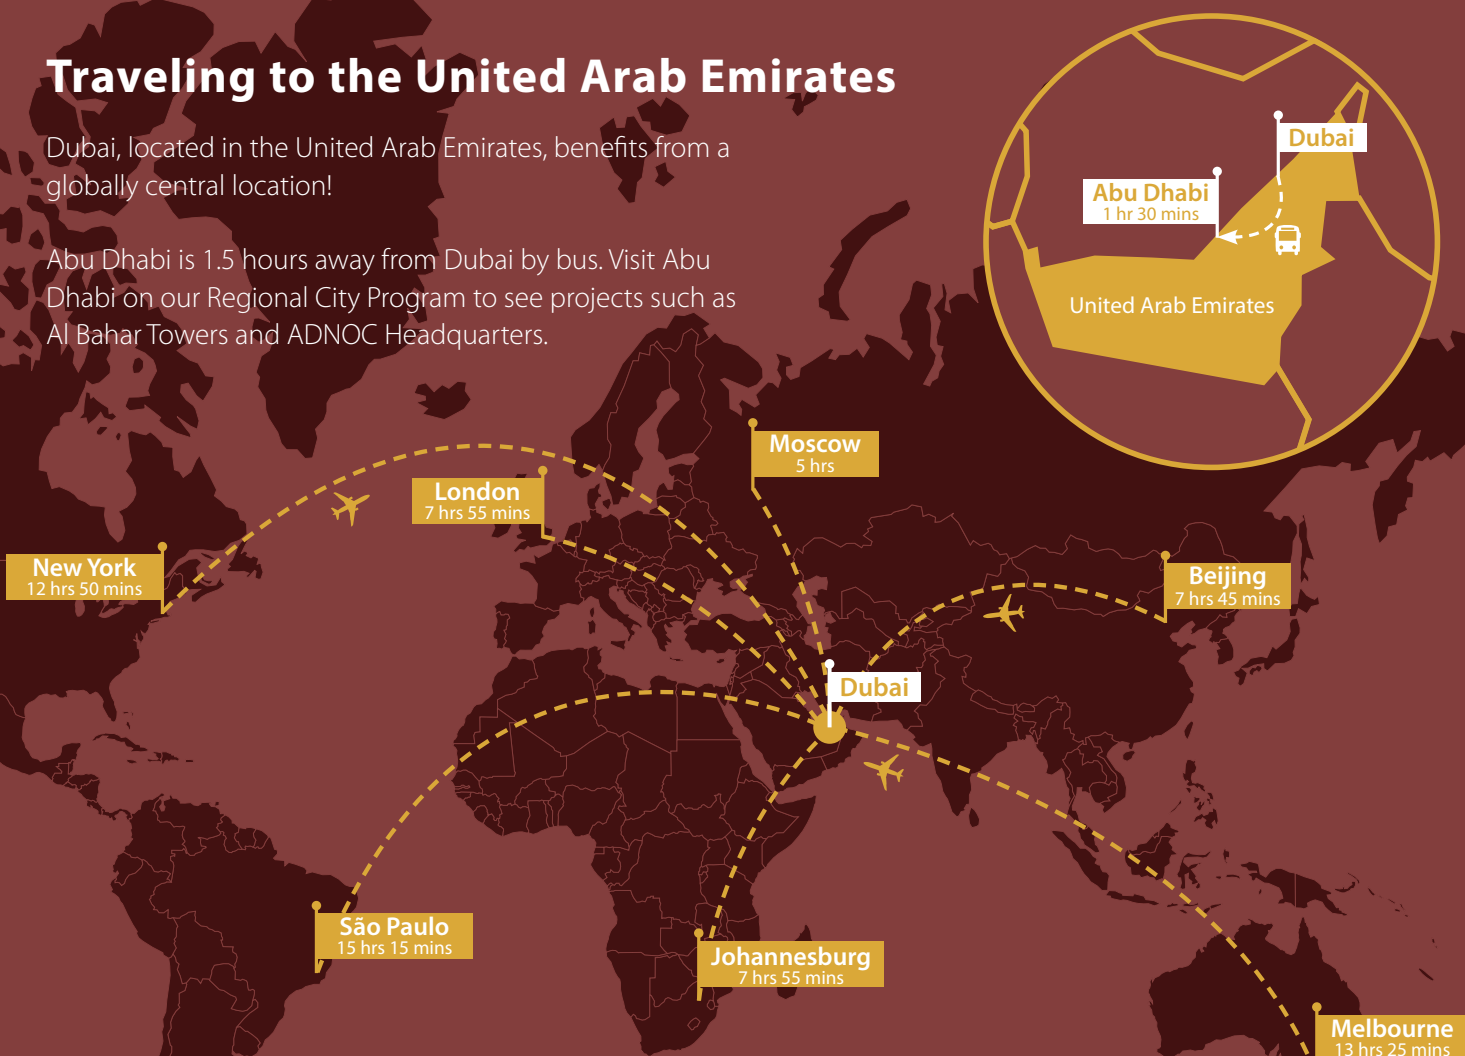 Traveling to the United Arab Emirates
Dubai, located in the United Arab Emirates, benefits from a
globally central location!
Abu Dhabi is 1.5 hours away from Dubai by bus. Visit Abu
Dhabi on our Regional City Program to see projects such as
Al Bahar Towers and ADNOC Headquarters.
Dubai
Abu Dhabi
1 hr 30 mins
United Arab Emirates
Moscow
5 hrs
London
7 hrs 55 mins
New York
12 hrs 50 mins
Beijing
7 hrs 45 mins
Dubai
São Paulo
15 hrs 15 mins
Johannesburg
7 hrs 55 mins
Melbourne
13 hrs 25 mins